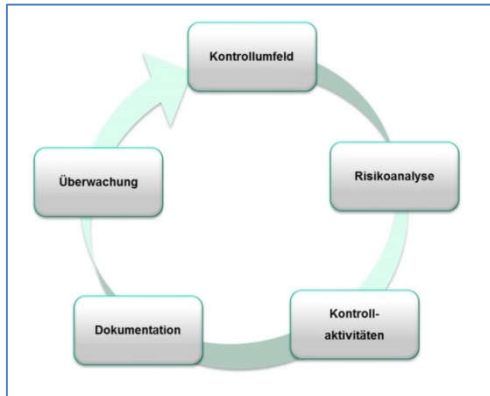 Kontrollumfeld
Risikoanalyse
Kontroll-
aktivitäten
Dokumentation
Überwachung